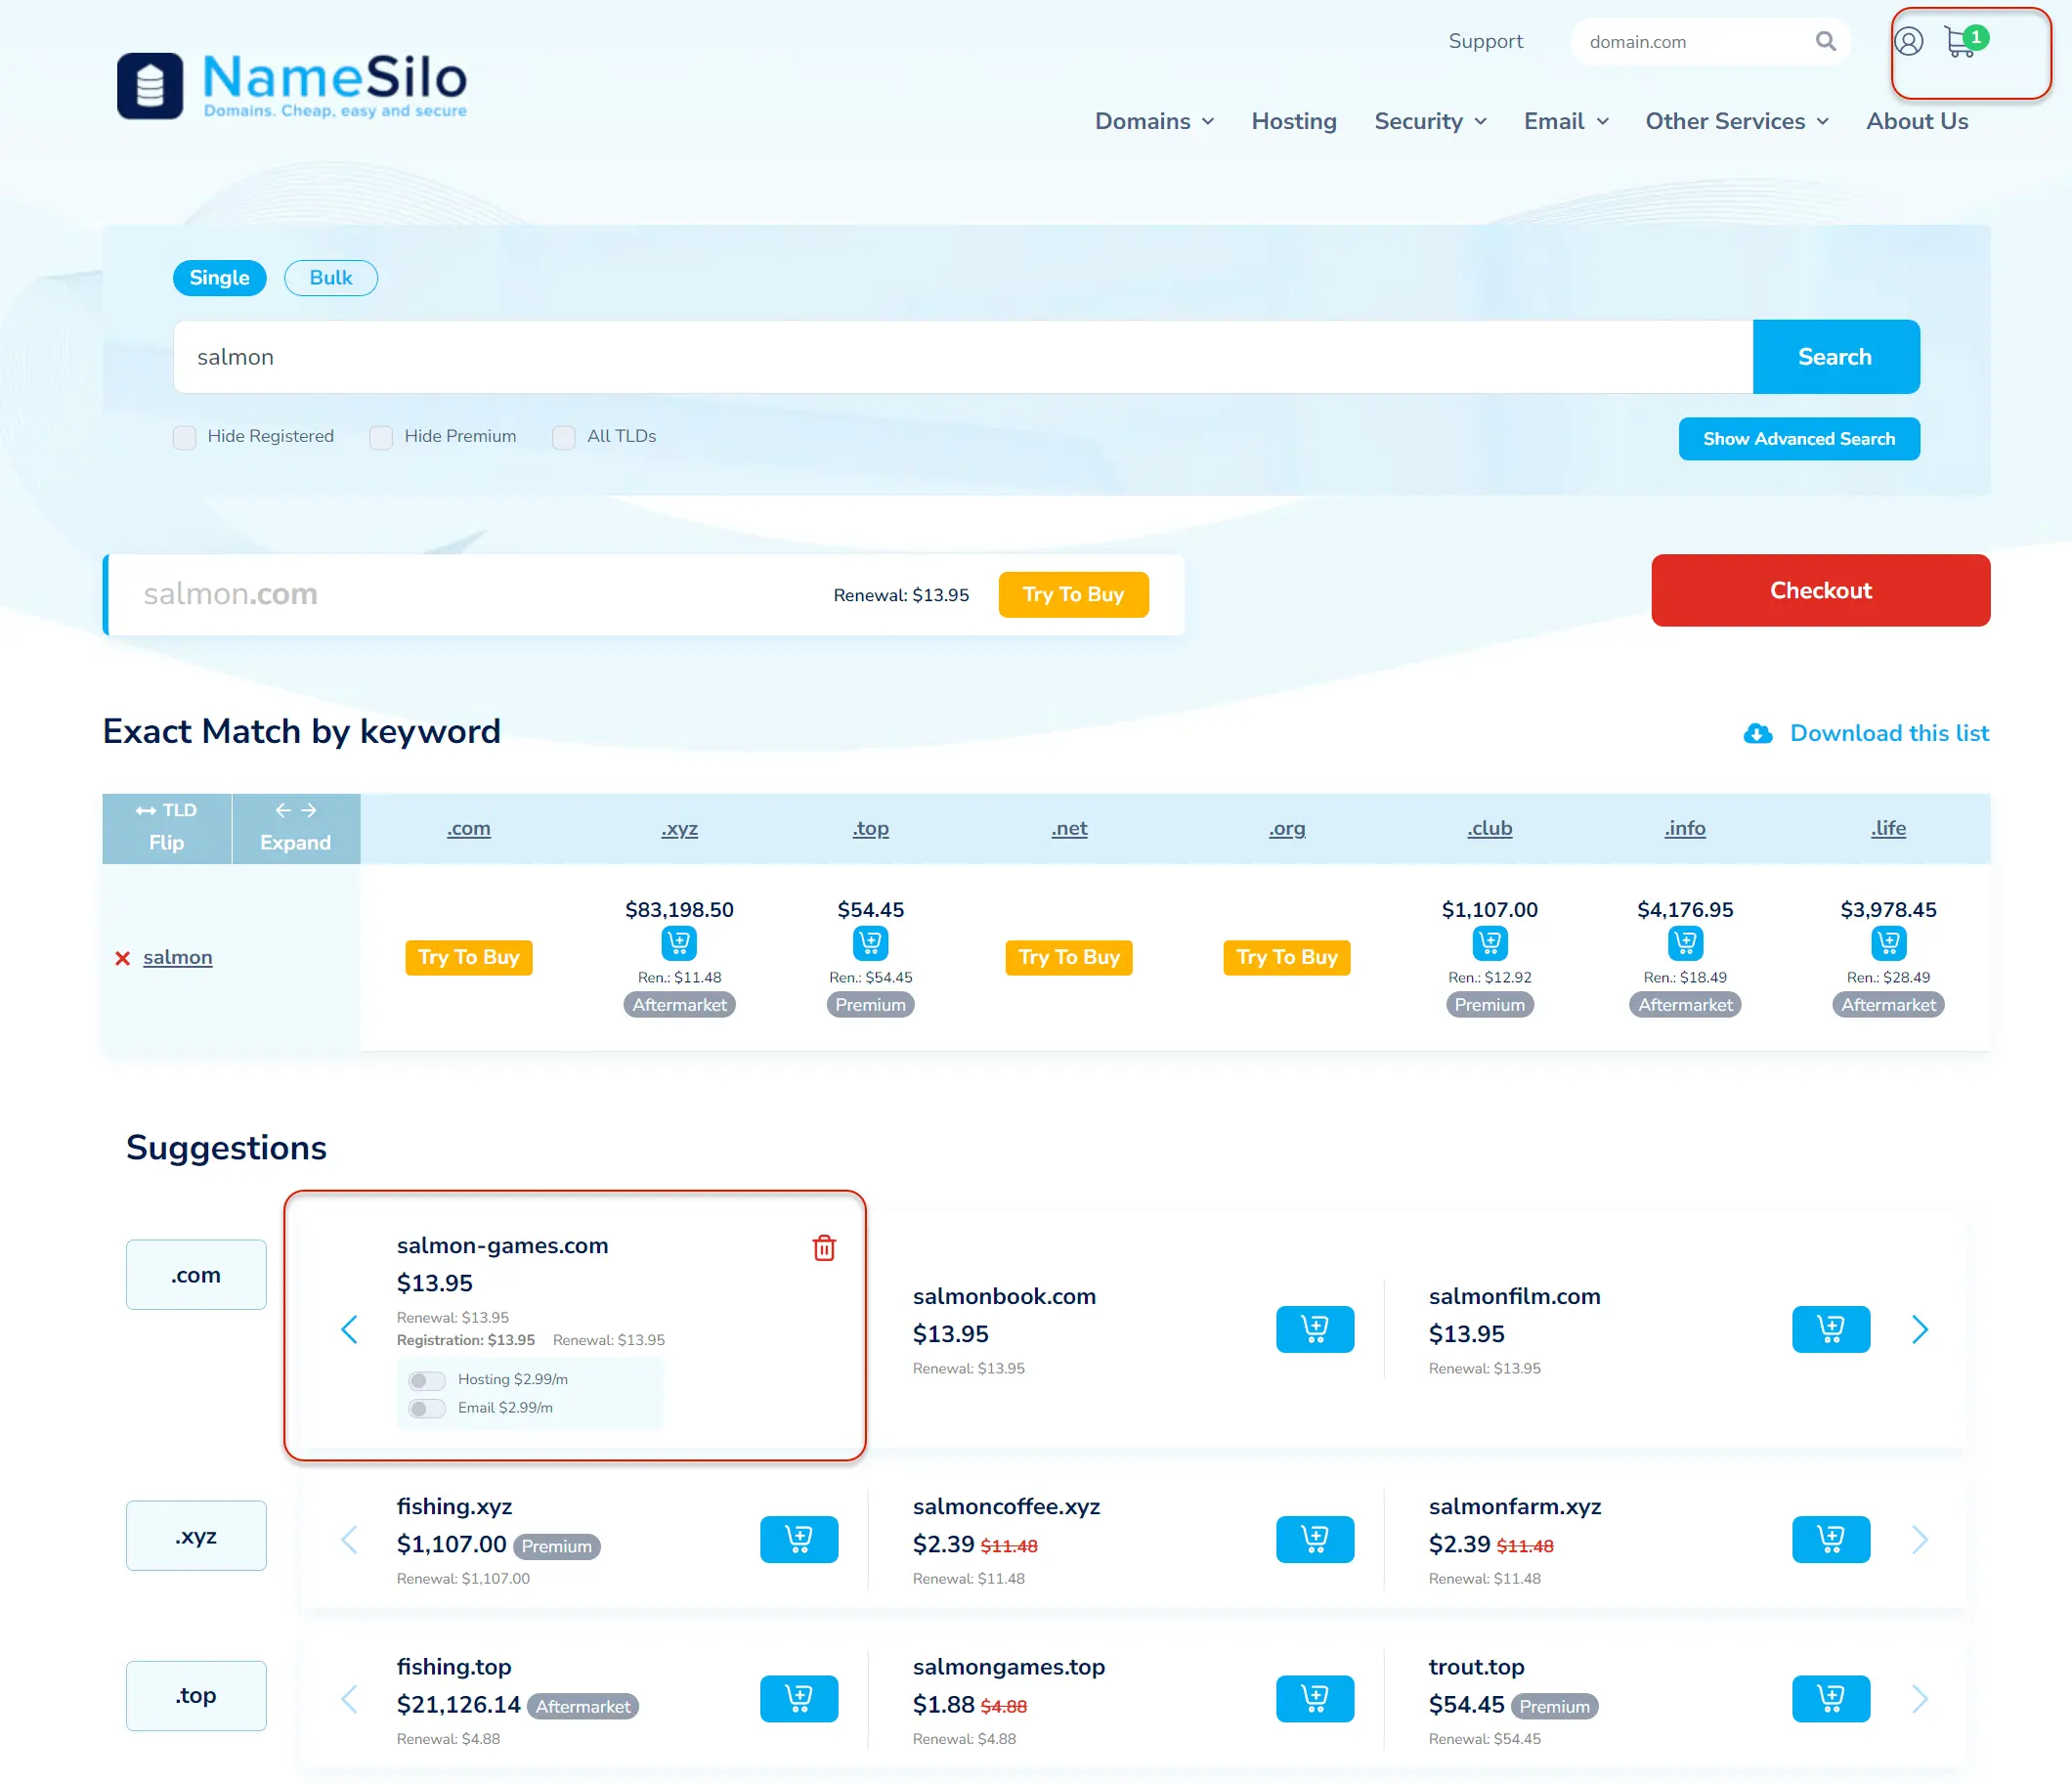 Support
domain.com
1
NameSilo
Domains. Cheap, easy and secure
Domains Hosting Security Email Other Services About Us
Single Bulk
salmon Search
Hide Registered Hide Premium All TLDs
Show Advanced Search
salmon.com Renewal: $13.95 Try To Buy
Checkout
Exact Match by keyword
Download this list
TLD
Flip Expand
.com .xyz .top .net .org .club .info .life
salmon
Try To Buy
$83,198.50
Ren.: $11.48
Aftermarket
$54.45
Ren.: $54.45
Premium
Try To Buy
Try To Buy
$1,107.00
Ren.: $12.92
Premium
$4,176.95
Ren.: $18.49
Aftermarket
$3,978.45
Ren.: $28.49
Aftermarket
Suggestions
.com
salmon-games.com
$13.95
Renewal: $13.95
Registration: $13.95 Renewal: $13.95
Hosting $2.99/m
Email $2.99/m
salmonbook.com
$13.95
Renewal: $13.95
salmonfilm.com
$13.95
Renewal: $13.95
.xyz
fishing.xyz
$1,107.00 Premium
Renewal: $1,107.00
salmoncoffee.xyz
$2.39 $11.48
Renewal: $11.48
salmonfarm.xyz
$2.39 $11.48
Renewal: $11.48
.top
fishing.top
$21,126.14 Aftermarket
Renewal: $4.88
salmongames.top
$1.88 $4.88
Renewal: $4.88
trout.top
$54.45 Premium
Renewal: $54.45